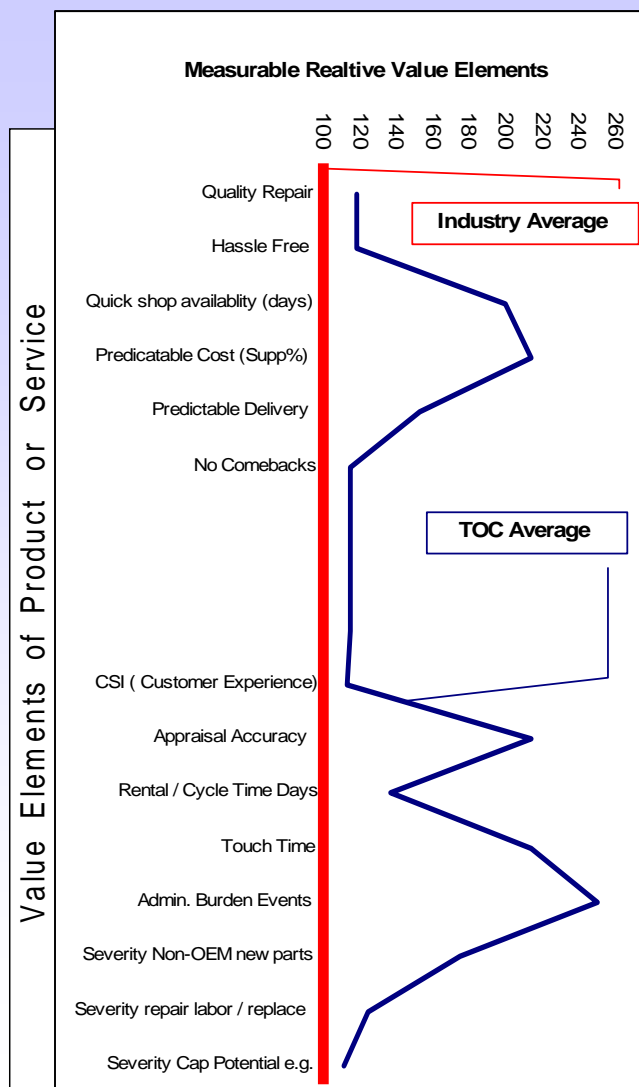 Measurable Realtive Value Elements
100 120 140 160 180 200 220 240 260
Value Elements of Product or Service
Quality Repair
Industry Average
Hassle Free
Quick shop availablity (days)
Predicatable Cost (Supp%)
Predictable Delivery
No Comebacks
TOC Average
CSI ( Customer Experience)
Appraisal Accuracy
Rental / Cycle Time Days
Touch Time
Admin. Burden Events
Severity Non-OEM new parts
Severity repair labor / replace
Severity Cap Potential e.g.